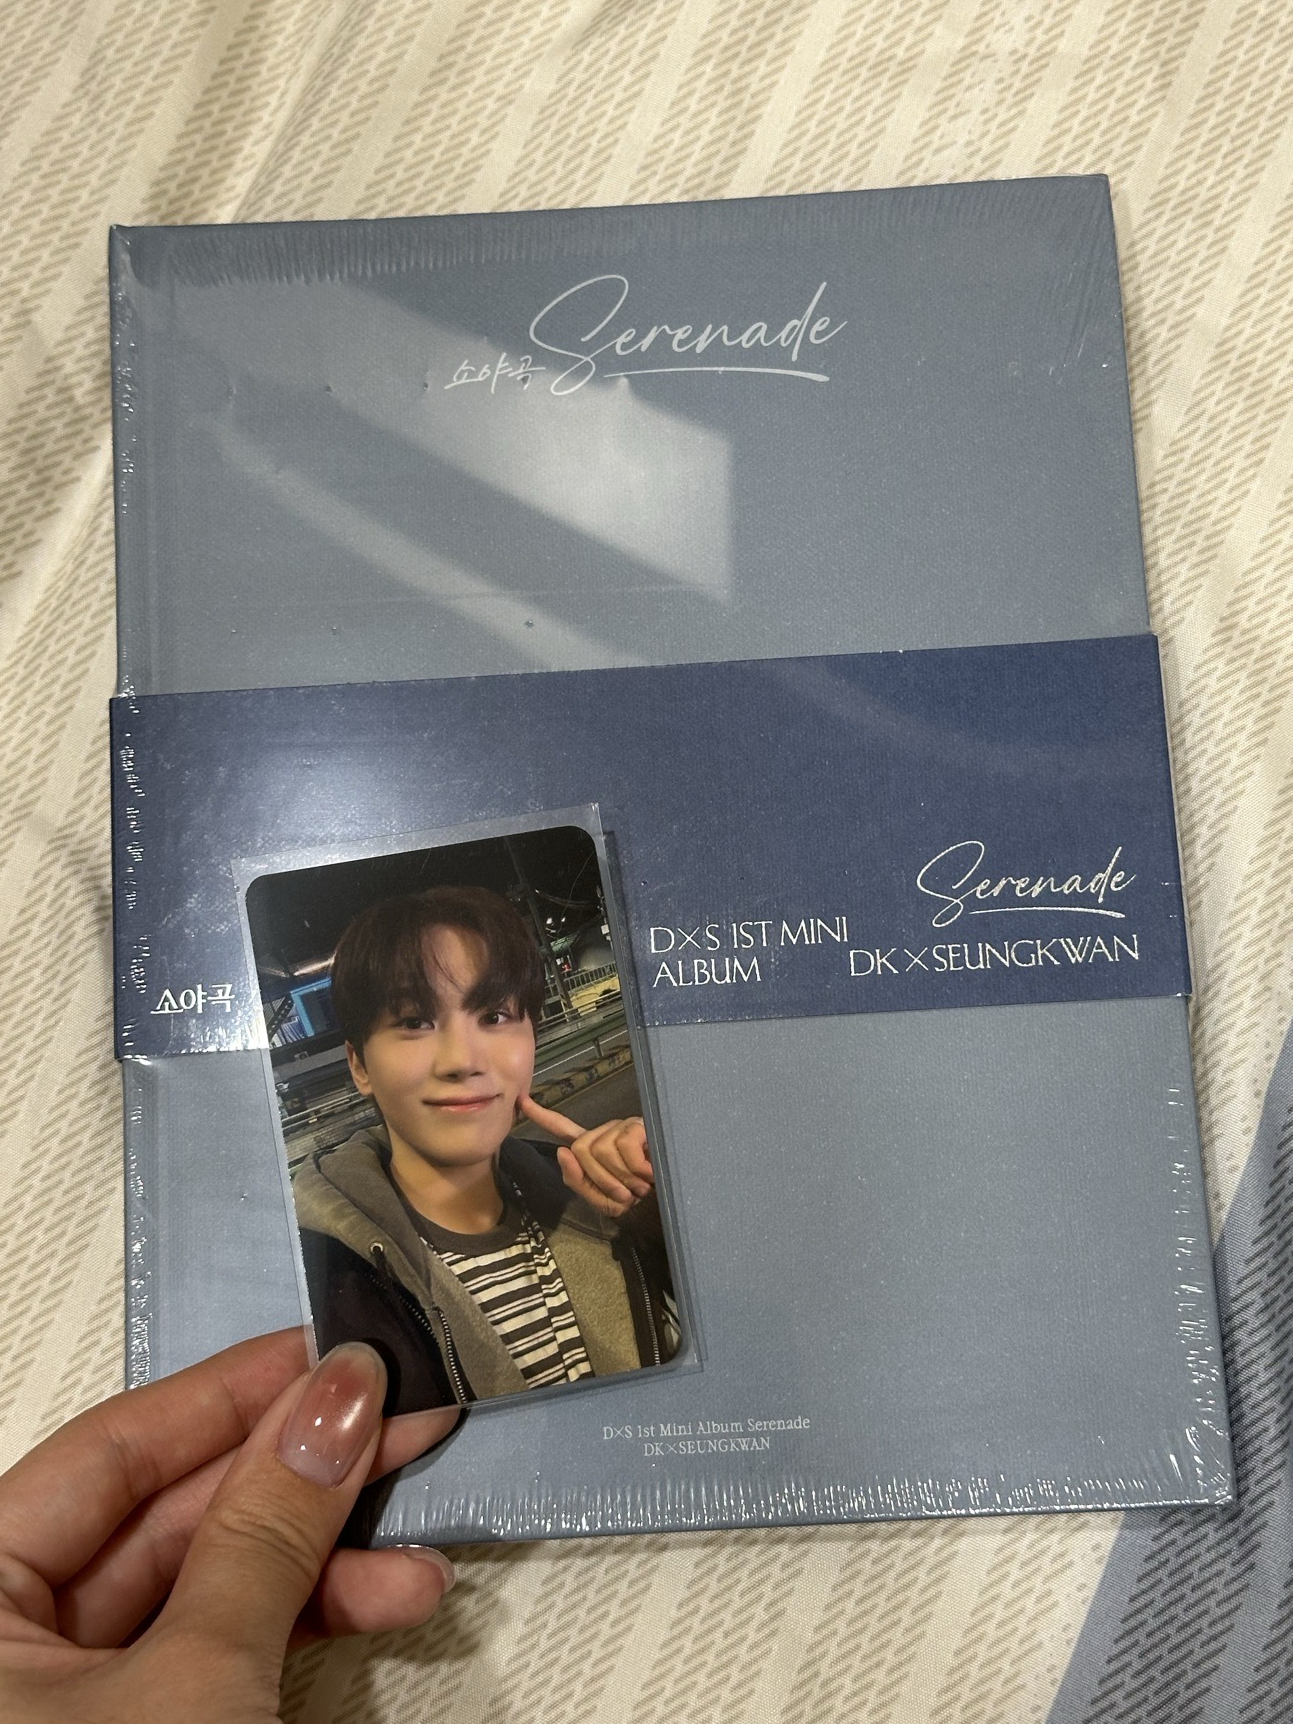 소야곡 Serenade
Serenade
D×S 1ST MINI
ALBUM
DK×SEUNGKWAN
소야곡
D×S 1st Mini Album Serenade
DK×SEUNGKWAN